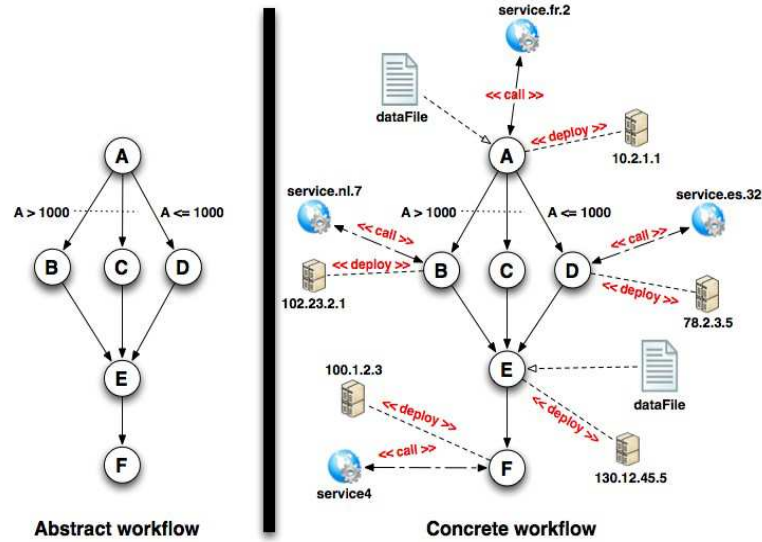 A
A > 1000
A <= 1000
B
C
D
E
F
Abstract workflow
service.fr.2
<< call >>
dataFile
<< deploy >>
A
10.2.1.1
service.nl.7
A > 1000
A <= 1000
service.es.32
<< call >>
<< call >>
<< deploy >>
B
C
D
<< deploy >>
102.23.2.1
78.2.3.5
100.1.2.3
E
dataFile
<< deploy >>
<< deploy >>
<< call >>
F
service4
130.12.45.5
Concrete workflow